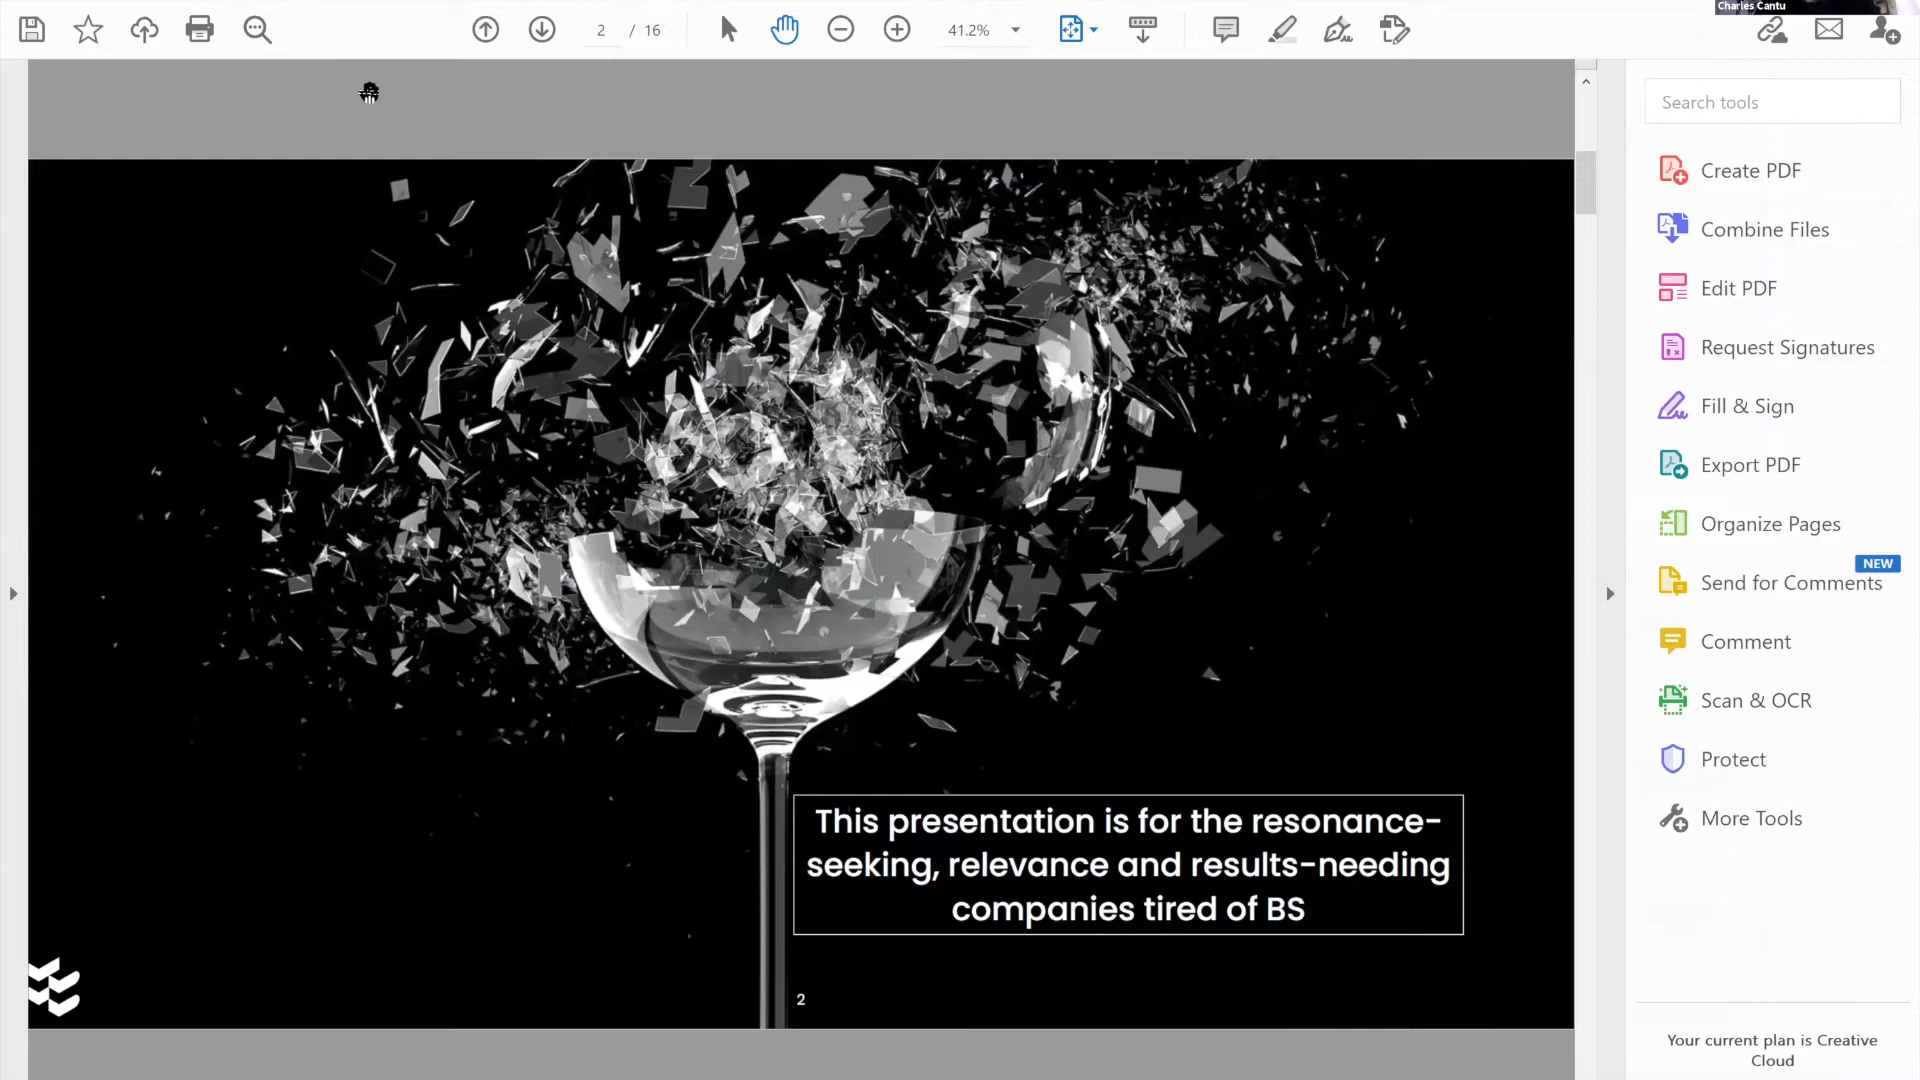 Charles Cantu
2 / 16
41.2%
Search tools
Create PDF
Combine Files
Edit PDF
Request Signatures
Fill & Sign
Export PDF
Organize Pages
NEW
Send for Comments
Comment
Scan & OCR
Protect
More Tools
This presentation is for the resonance-
seeking, relevance and results-needing
companies tired of BS
2
Your current plan is Creative
Cloud